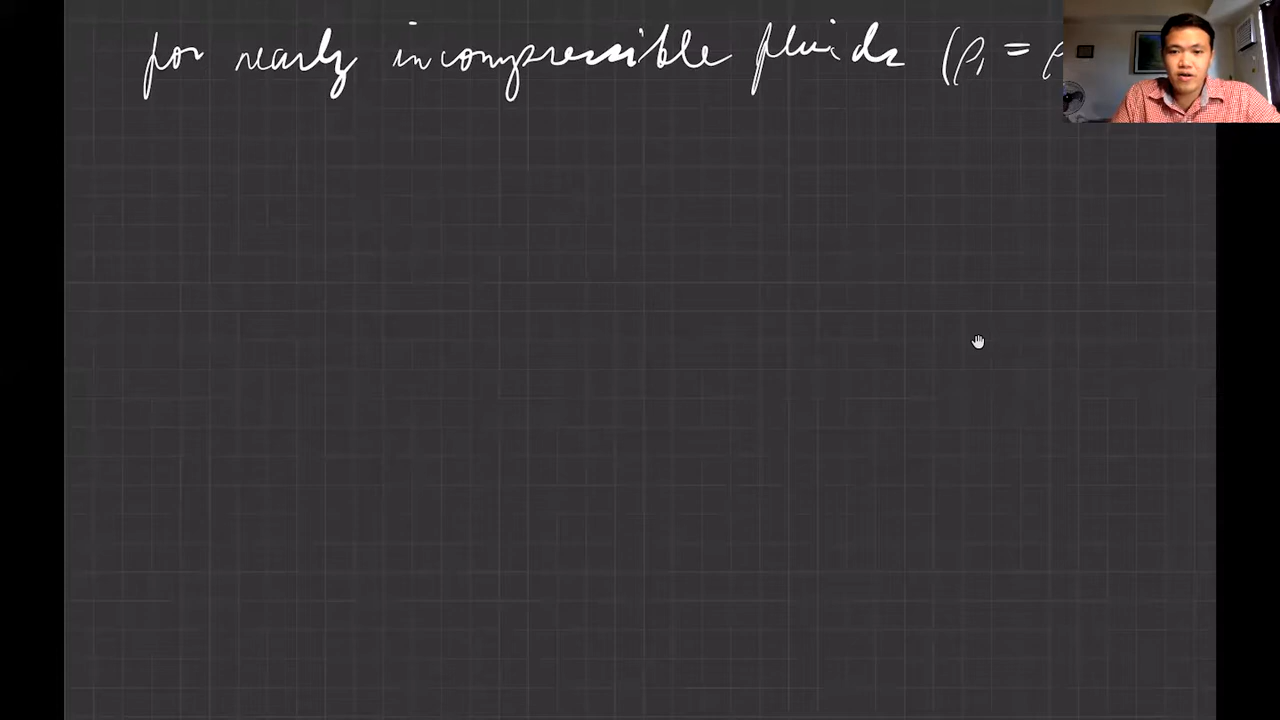 for nearly incompressible fluids (ρ₁ = ρ